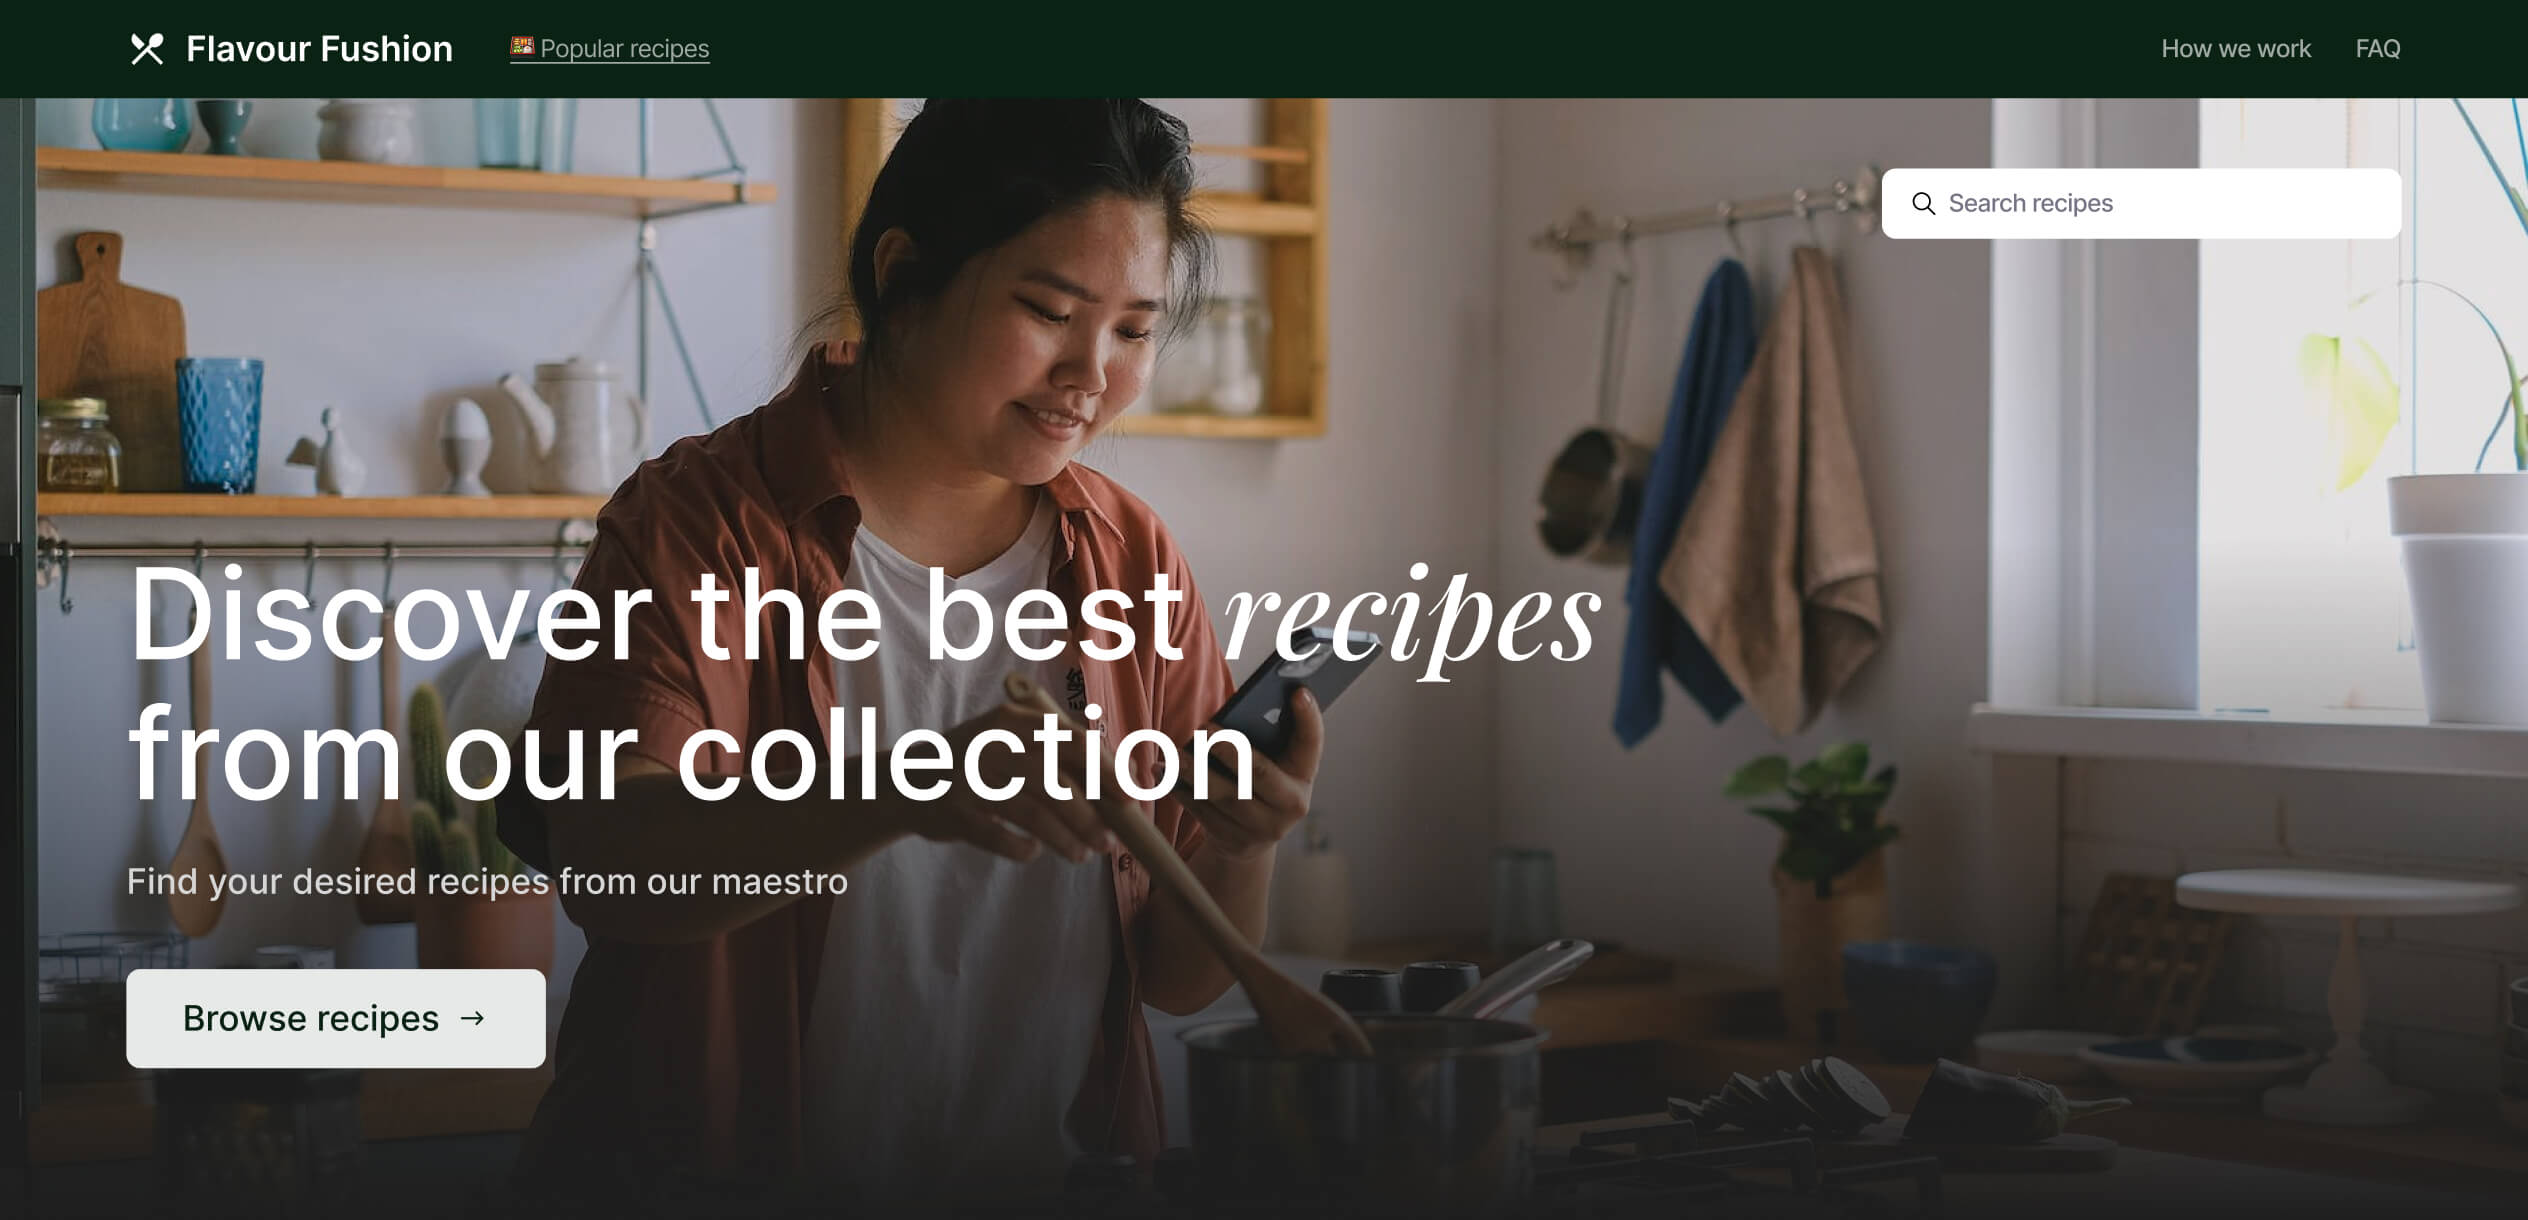 Flavour Fushion
🍱 Popular recipes
How we work
FAQ
Search recipes
Discover the best recipes
from our collection
Find your desired recipes from our maestro
Browse recipes →